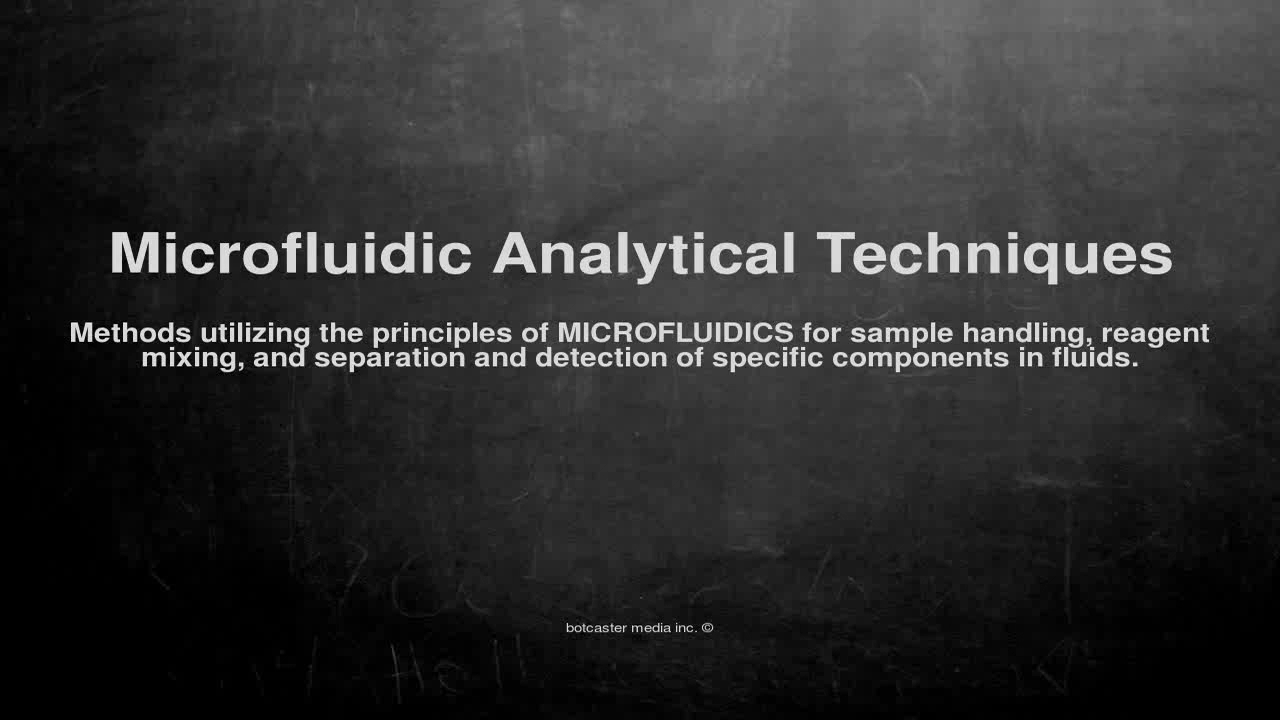 Microfluidic Analytical Techniques
Methods utilizing the principles of MICROFLUIDICS for sample handling, reagent
mixing, and separation and detection of specific components in fluids.
botcaster media inc. ©